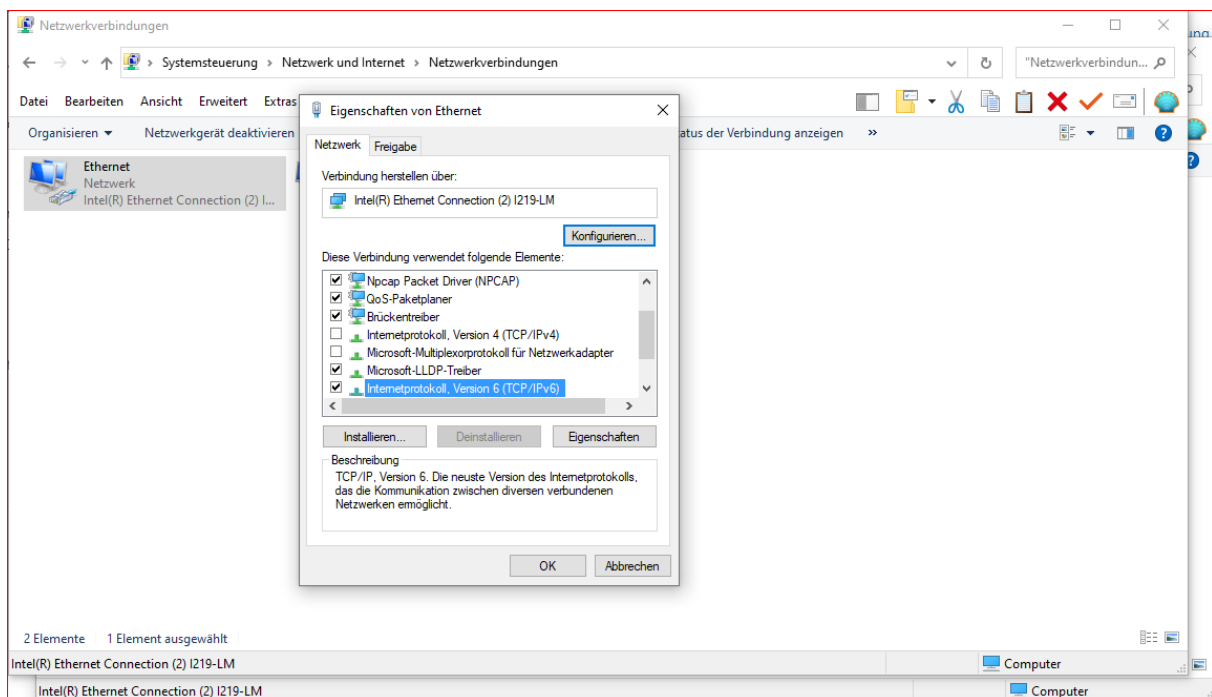 Netzwerkverbindungen
Systemsteuerung > Netzwerk und Internet > Netzwerkverbindungen
"Netzwerkverbindun...
Datei Bearbeiten Ansicht Erweitert Extras
Organisieren Netzwerkgerät deaktivieren
atus der Verbindung anzeigen »
Ethernet
Netzwerk
Intel(R) Ethernet Connection (2) I...
Eigenschaften von Ethernet
Netzwerk Freigabe
Verbindung herstellen über:
Intel(R) Ethernet Connection (2) I219-LM
Konfigurieren...
Diese Verbindung verwendet folgende Elemente:
Npcap Packet Driver (NPCAP)
QoS-Paketplaner
Brückentreiber
Internetprotokoll, Version 4 (TCP/IPv4)
Microsoft-Multiplexorprotokoll für Netzwerkadapter
Microsoft-LLDP-Treiber
Internetprotokoll, Version 6 (TCP/IPv6)
Installieren... Deinstallieren Eigenschaften
Beschreibung
TCP/IP, Version 6. Die neuste Version des Internetprotokolls,
das die Kommunikation zwischen diversen verbundenen
Netzwerken ermöglicht.
OK Abbrechen
2 Elemente 1 Element ausgewählt
Intel(R) Ethernet Connection (2) I219-LM Computer
Intel(R) Ethernet Connection (2) I219-LM Computer